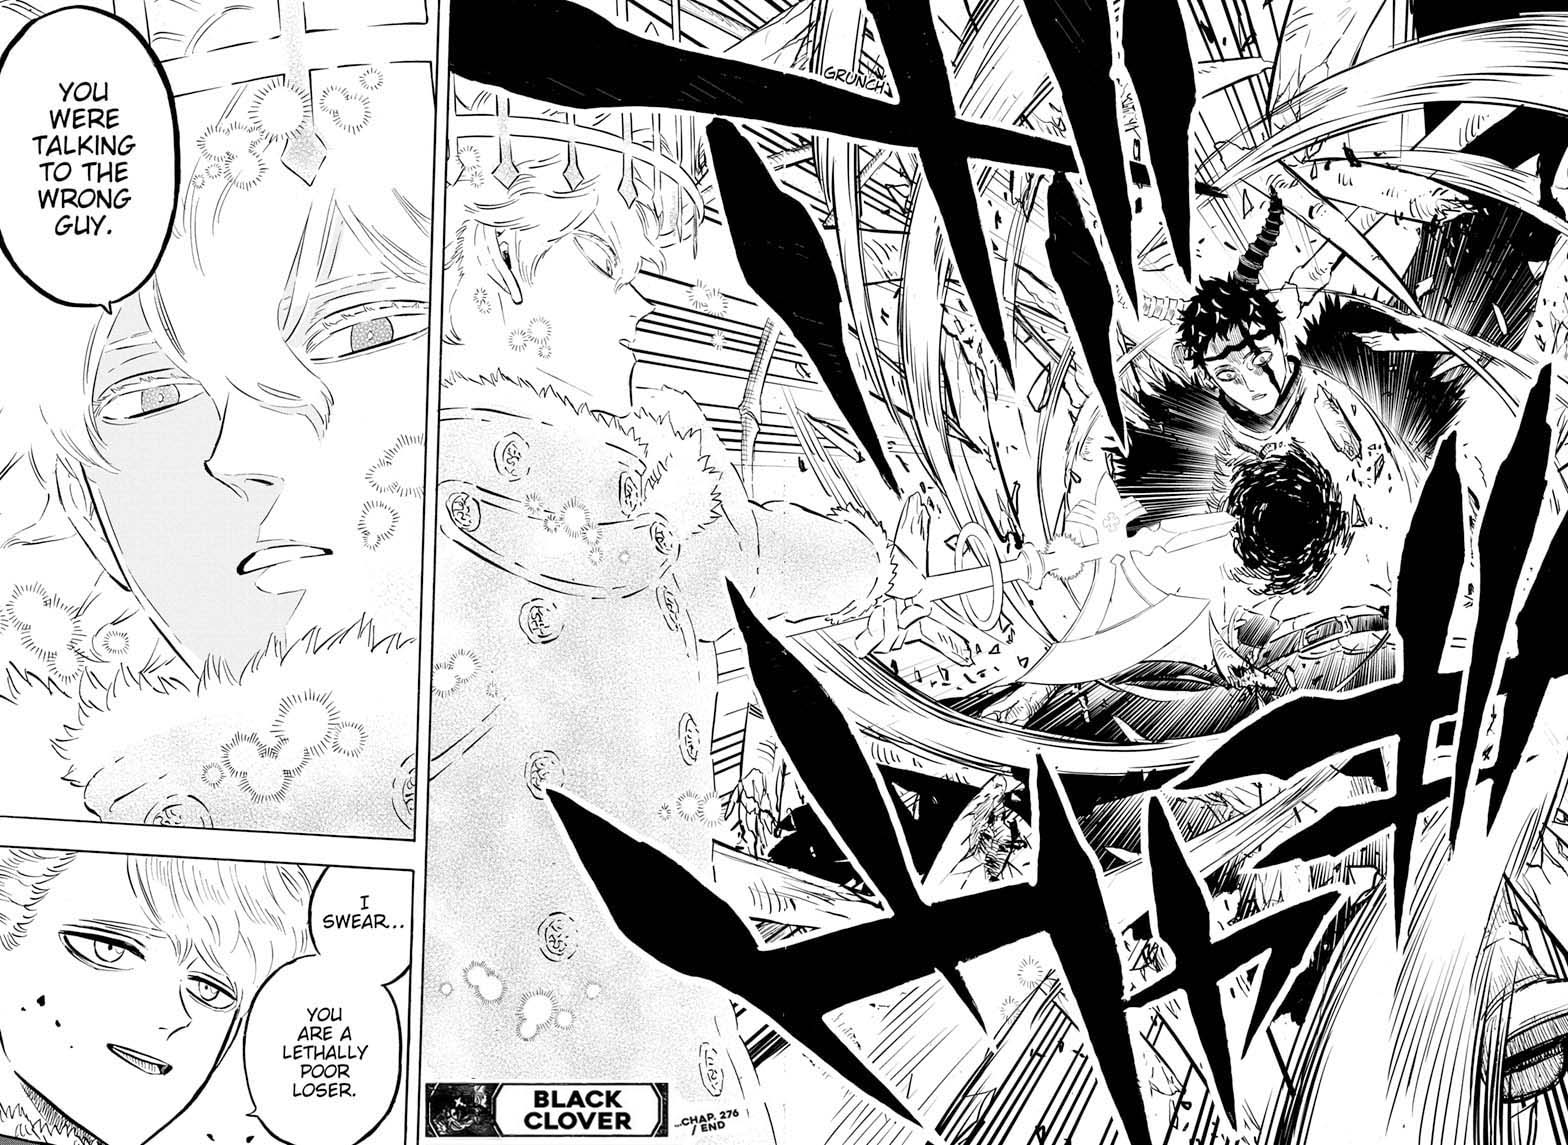 GRUNCH
YOU
WERE
TALKING
TO THE
WRONG
GUY.
I
SWEAR...
YOU
ARE A
LETHALLY
POOR
LOSER.
BLACK
CLOVER
...CHAP. 276
/ END